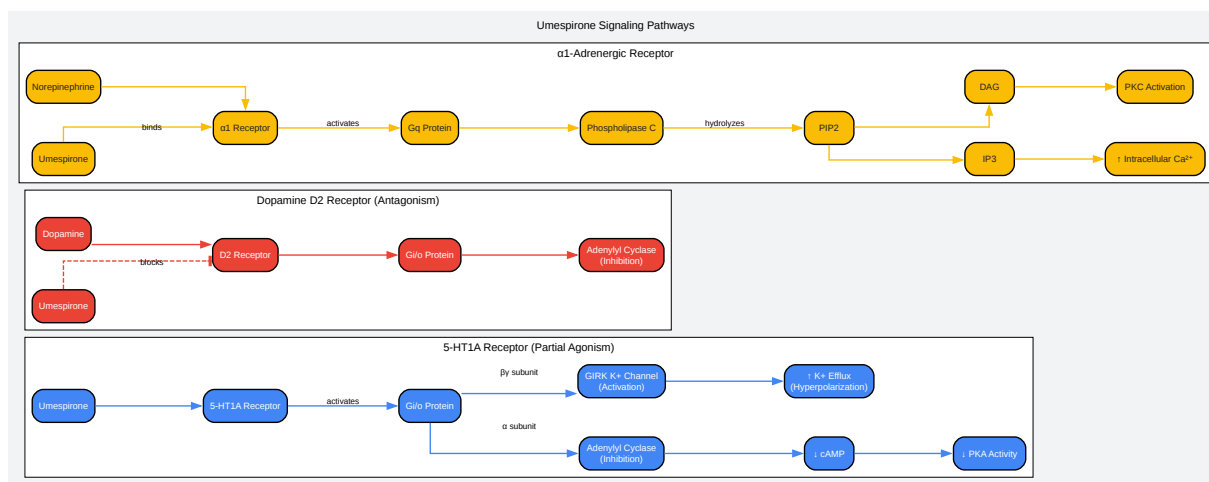 Umespirone Signaling Pathways
α1-Adrenergic Receptor
Norepinephrine
Umespirone
binds
α1 Receptor
activates
Gq Protein
Phospholipase C
hydrolyzes
PIP2
DAG
PKC Activation
IP3
↑ Intracellular Ca²⁺
Dopamine D2 Receptor (Antagonism)
Dopamine
Umespirone
blocks
D2 Receptor
Gi/o Protein
Adenylyl Cyclase
(Inhibition)
5-HT1A Receptor (Partial Agonism)
Umespirone
5-HT1A Receptor
activates
Gi/o Protein
βγ subunit
GIRK K+ Channel
(Activation)
↑ K+ Efflux
(Hyperpolarization)
α subunit
Adenylyl Cyclase
(Inhibition)
↓ cAMP
↓ PKA Activity